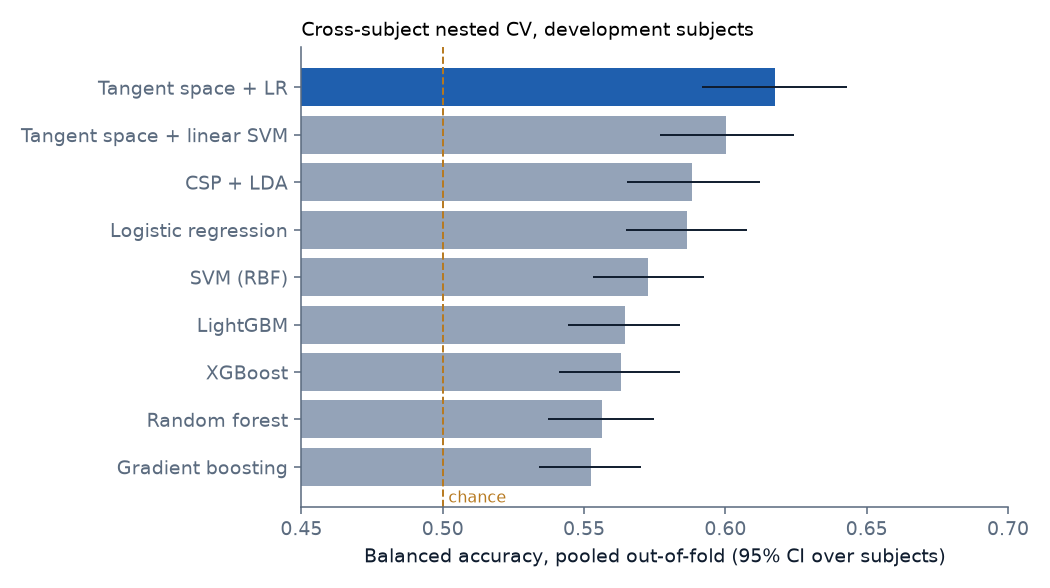 Cross-subject nested CV, development subjects
Tangent space + LR
Tangent space + linear SVM
CSP + LDA
Logistic regression
SVM (RBF)
LightGBM
XGBoost
Random forest
Gradient boosting
chance
0.45 0.50 0.55 0.60 0.65 0.70
Balanced accuracy, pooled out-of-fold (95% CI over subjects)